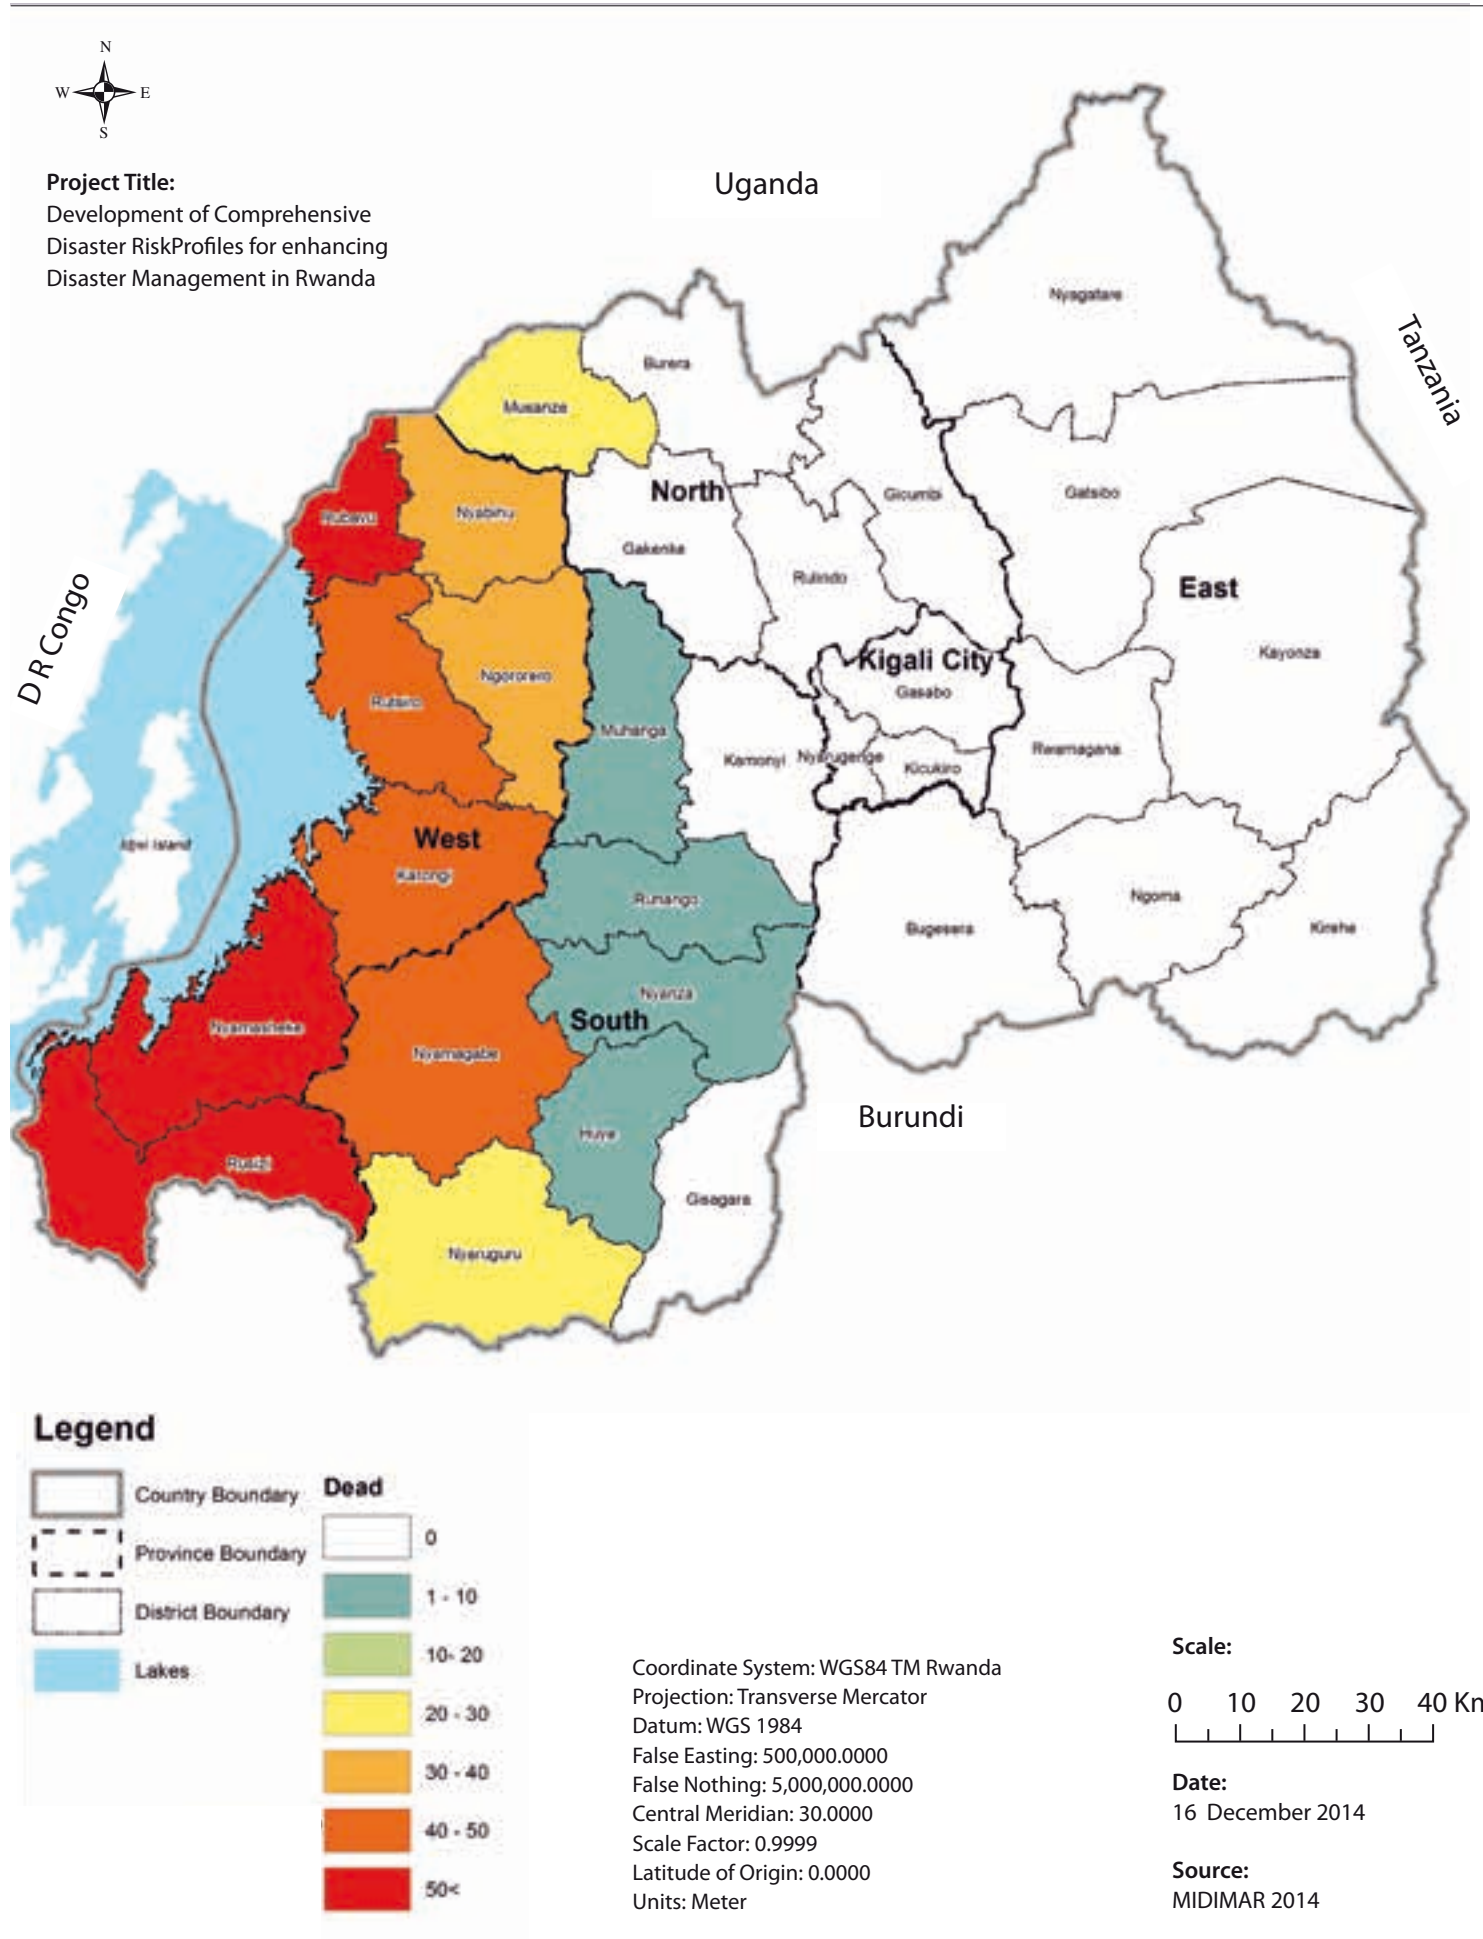 N
W E
S
Project Title:
Development of Comprehensive
Disaster RiskProfiles for enhancing
Disaster Management in Rwanda
Uganda
Tanzania
D R Congo
Burundi
Nyagatare
Burera
Musanze
Rubavu
Nyabihu
North
Gicumbi
Gatsibo
Gakenke
Rulindo
East
Kayonza
Kigali City
Gasabo
Ngororero
Rutsiro
Muhanga
Kamonyi
Nyarugenge
Kicukiro
Rwamagana
West
Karongi
Idjwi Island
Ruhango
Ngoma
Bugesera
Kirehe
Nyanza
South
Nyamasheke
Nyamagabe
Huye
Rusizi
Gisagara
Nyaruguru
Legend
Country Boundary
Province Boundary
District Boundary
Lakes
Dead
0
1 - 10
10- 20
20 - 30
30 - 40
40 - 50
50<
Coordinate System: WGS84 TM Rwanda
Projection: Transverse Mercator
Datum: WGS 1984
False Easting: 500,000.0000
False Nothing: 5,000,000.0000
Central Meridian: 30.0000
Scale Factor: 0.9999
Latitude of Origin: 0.0000
Units: Meter
Scale:
0 10 20 30 40 Km
Date:
16 December 2014
Source:
MIDIMAR 2014